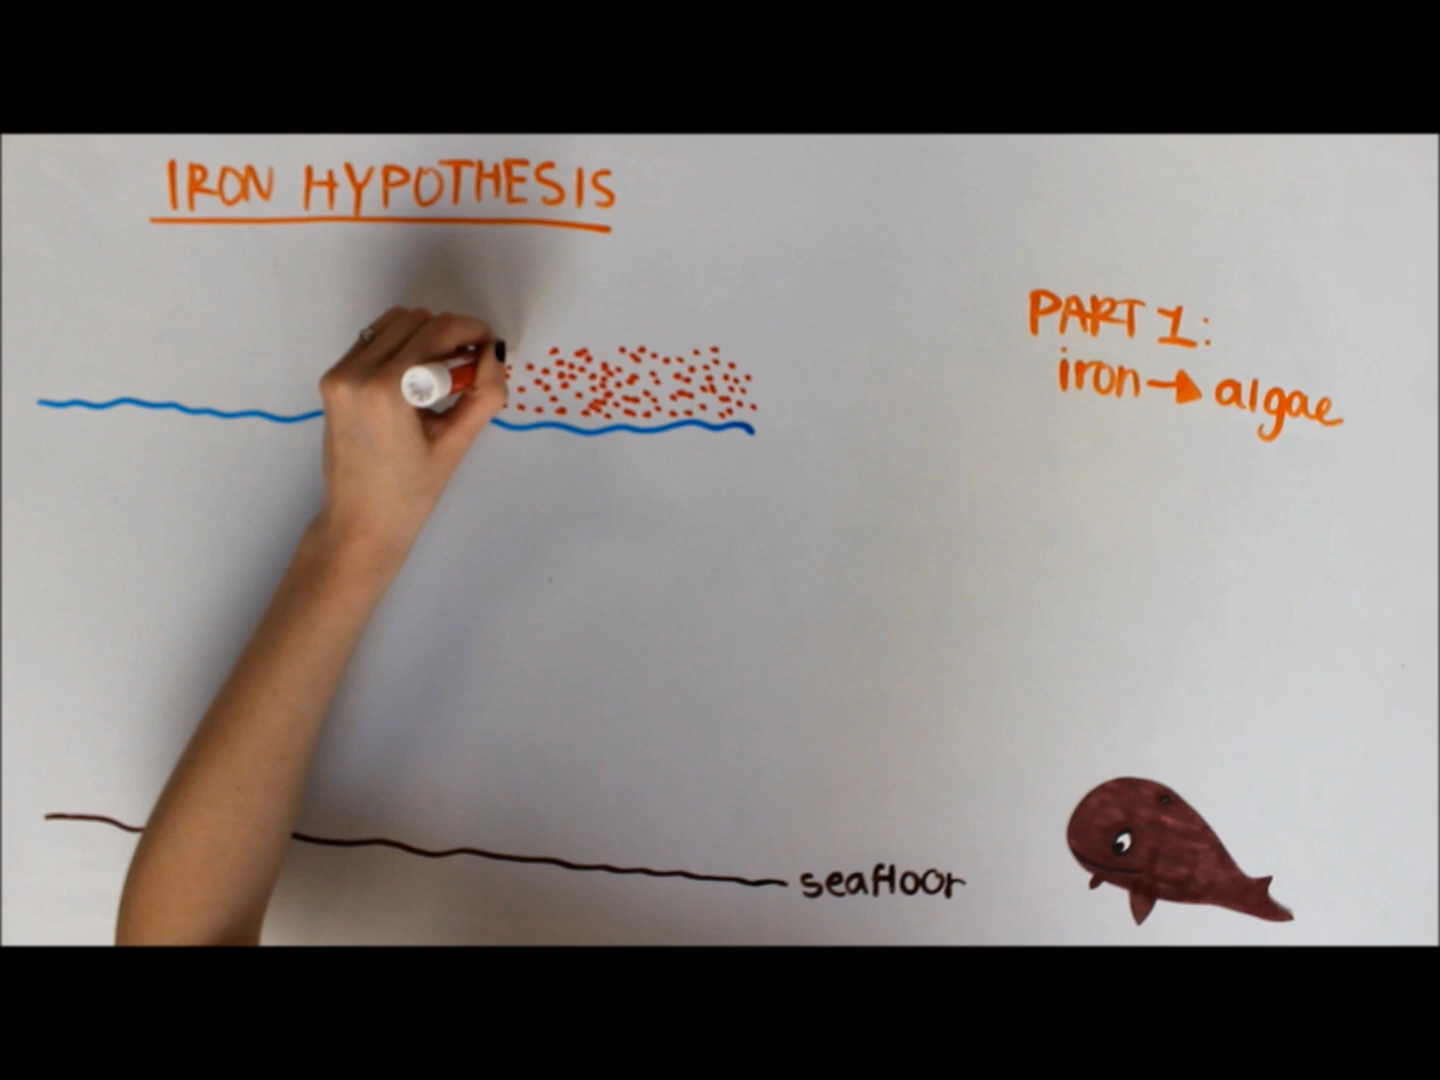 IRON HYPOTHESIS
PART 1:
iron → algae
seafloor